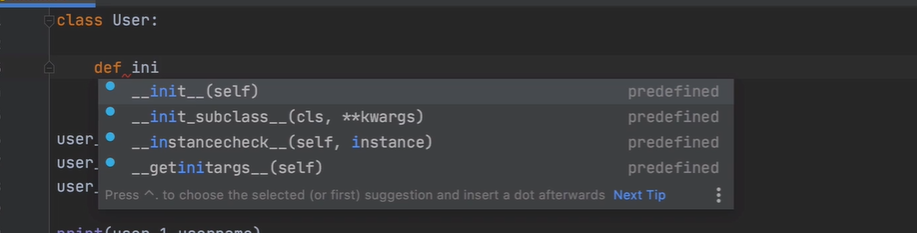 class User:
def ini
__init__(self) predefined
__init_subclass__(cls, **kwargs) predefined
__instancecheck__(self, instance) predefined
__getinitargs__(self) predefined
user_
user_
user_
Press ^. to choose the selected (or first) suggestion and insert a dot afterwards Next Tip
print(user_1.username)